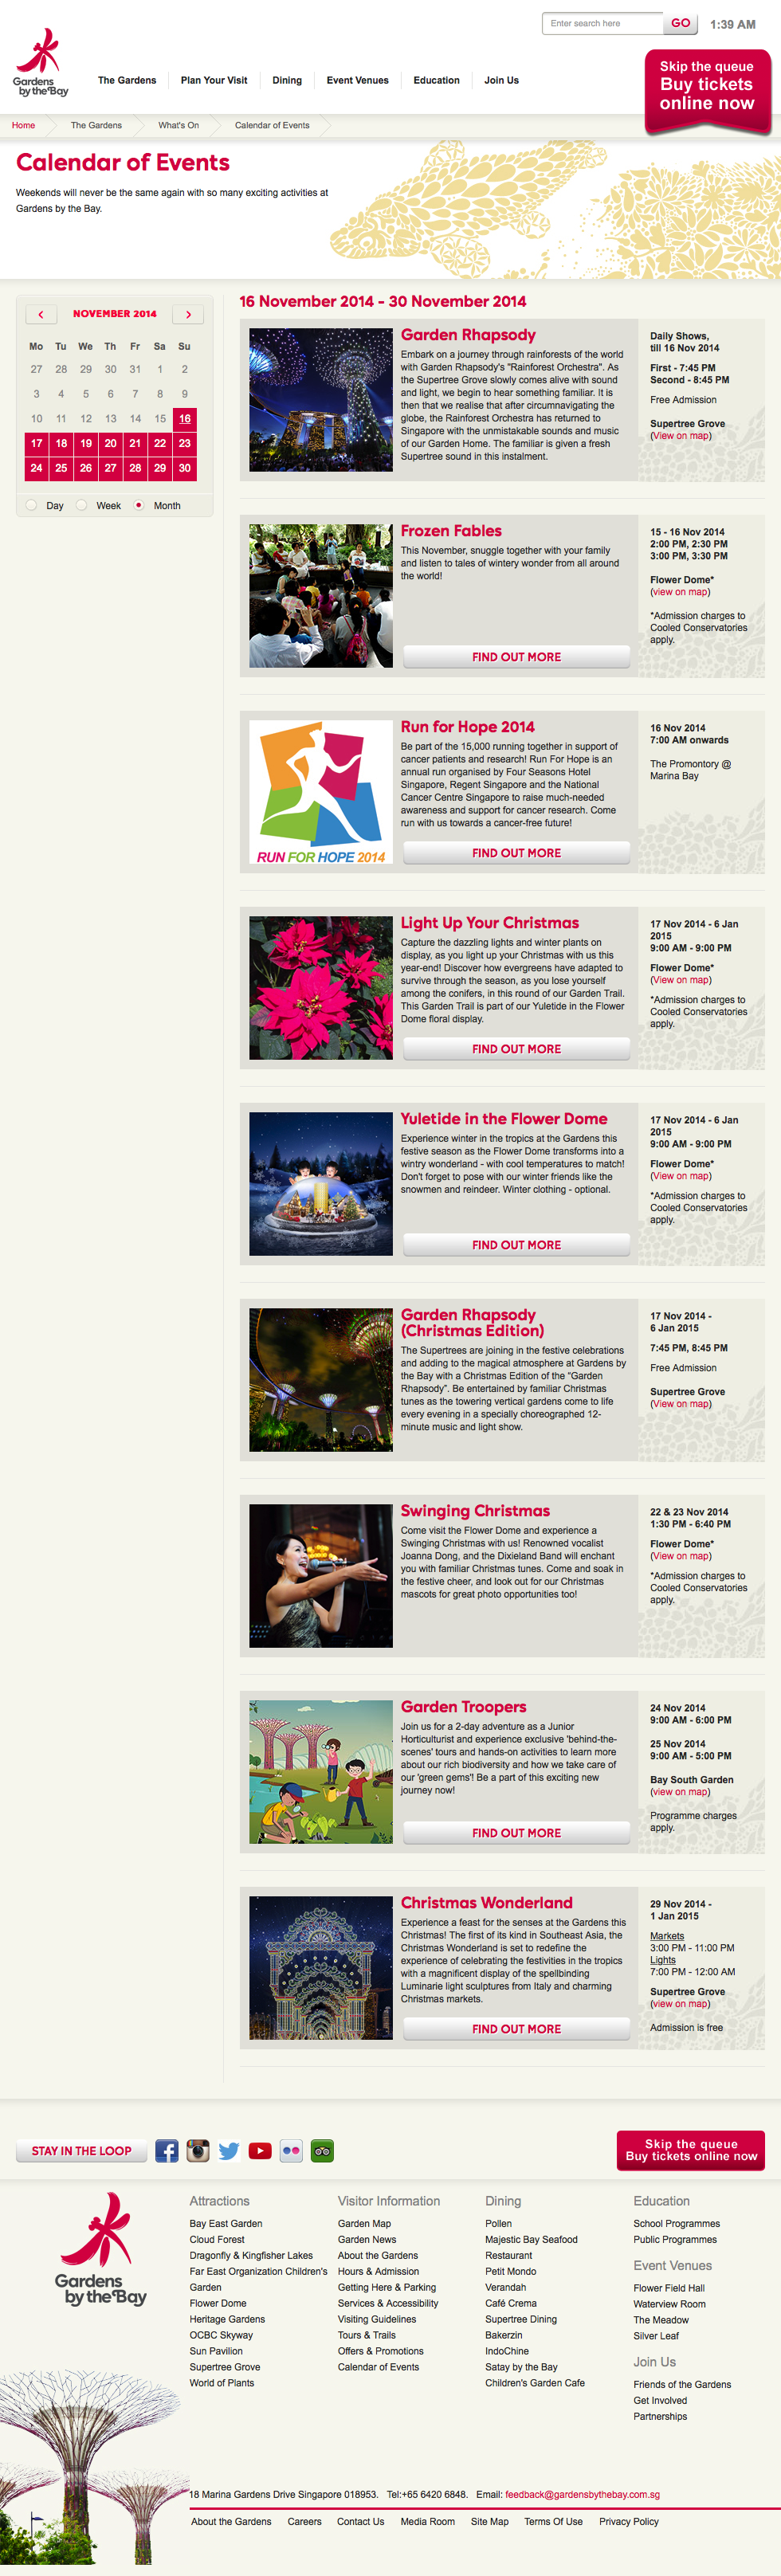 Enter search here
GO
1:39 AM
Gardens
by the Bay
The Gardens
Plan Your Visit
Dining
Event Venues
Education
Join Us
Skip the queue
Buy tickets
online now
Home
The Gardens
What's On
Calendar of Events
Calendar of Events
Weekends will never be the same again with so many exciting activities at
Gardens by the Bay.
NOVEMBER 2014
Mo Tu We Th Fr Sa Su
27 28 29 30 31 1 2
3 4 5 6 7 8 9
10 11 12 13 14 15 16
17 18 19 20 21 22 23
24 25 26 27 28 29 30
Day Week Month
16 November 2014 - 30 November 2014
Garden Rhapsody
Embark on a journey through rainforests of the world
with Garden Rhapsody's "Rainforest Orchestra". As
the Supertree Grove slowly comes alive with sound
and light, we begin to hear something familiar. It is
then that we realise that after circumnavigating the
globe, the Rainforest Orchestra has returned to
Singapore with the unmistakable sounds and music
of our Garden Home. The familiar is given a fresh
Supertree sound in this instalment.
Daily Shows,
till 16 Nov 2014
First - 7:45 PM
Second - 8:45 PM
Free Admission
Supertree Grove
(View on map)
Frozen Fables
This November, snuggle together with your family
and listen to tales of wintery wonder from all around
the world!
FIND OUT MORE
15 - 16 Nov 2014
2:00 PM, 2:30 PM
3:00 PM, 3:30 PM
Flower Dome*
(view on map)
*Admission charges to
Cooled Conservatories
apply.
RUN FOR HOPE 2014
Run for Hope 2014
Be part of the 15,000 running together in support of
cancer patients and research! Run For Hope is an
annual run organised by Four Seasons Hotel
Singapore, Regent Singapore and the National
Cancer Centre Singapore to raise much-needed
awareness and support for cancer research. Come
run with us towards a cancer-free future!
FIND OUT MORE
16 Nov 2014
7:00 AM onwards
The Promontory @
Marina Bay
Light Up Your Christmas
Capture the dazzling lights and winter plants on
display, as you light up your Christmas with us this
year-end! Discover how evergreens have adapted to
survive through the season, as you lose yourself
among the conifers, in this round of our Garden Trail.
This Garden Trail is part of our Yuletide in the Flower
Dome floral display.
FIND OUT MORE
17 Nov 2014 - 6 Jan
2015
9:00 AM - 9:00 PM
Flower Dome*
(View on map)
*Admission charges to
Cooled Conservatories
apply.
Yuletide in the Flower Dome
Experience winter in the tropics at the Gardens this
festive season as the Flower Dome transforms into a
wintry wonderland - with cool temperatures to match!
Don't forget to pose with our winter friends like the
snowmen and reindeer. Winter clothing - optional.
FIND OUT MORE
17 Nov 2014 - 6 Jan
2015
9:00 AM - 9:00 PM
Flower Dome*
(View on map)
*Admission charges to
Cooled Conservatories
apply.
Garden Rhapsody
(Christmas Edition)
The Supertrees are joining in the festive celebrations
and adding to the magical atmosphere at Gardens by
the Bay with a Christmas Edition of the "Garden
Rhapsody". Be entertained by familiar Christmas
tunes as the towering vertical gardens come to life
every evening in a specially choreographed 12-
minute music and light show.
17 Nov 2014 -
6 Jan 2015
7:45 PM, 8:45 PM
Free Admission
Supertree Grove
(View on map)
Swinging Christmas
Come visit the Flower Dome and experience a
Swinging Christmas with us! Renowned vocalist
Joanna Dong, and the Dixieland Band will enchant
you with familiar Christmas tunes. Come and soak in
the festive cheer, and look out for our Christmas
mascots for great photo opportunities too!
22 & 23 Nov 2014
1:30 PM - 6:40 PM
Flower Dome*
(View on map)
*Admission charges to
Cooled Conservatories
apply.
Garden Troopers
Join us for a 2-day adventure as a Junior
Horticulturist and experience exclusive 'behind-the-
scenes' tours and hands-on activities to learn more
about our rich biodiversity and how we take care of
our 'green gems'! Be a part of this exciting new
journey now!
FIND OUT MORE
24 Nov 2014
9:00 AM - 6:00 PM
25 Nov 2014
9:00 AM - 5:00 PM
Bay South Garden
(view on map)
Programme charges
apply.
Christmas Wonderland
Experience a feast for the senses at the Gardens this
Christmas! The first of its kind in Southeast Asia, the
Christmas Wonderland is set to redefine the
experience of celebrating the festivities in the tropics
with a magnificent display of the spellbinding
Luminarie light sculptures from Italy and charming
Christmas markets.
FIND OUT MORE
29 Nov 2014 -
1 Jan 2015
Markets
3:00 PM - 11:00 PM
Lights
7:00 PM - 12:00 AM
Supertree Grove
(view on map)
Admission is free
STAY IN THE LOOP
Skip the queue
Buy tickets online now
Gardens
by the Bay
Attractions
Bay East Garden
Cloud Forest
Dragonfly & Kingfisher Lakes
Far East Organization Children's
Garden
Flower Dome
Heritage Gardens
OCBC Skyway
Sun Pavilion
Supertree Grove
World of Plants
Visitor Information
Garden Map
Garden News
About the Gardens
Hours & Admission
Getting Here & Parking
Services & Accessibility
Visiting Guidelines
Tours & Trails
Offers & Promotions
Calendar of Events
Dining
Pollen
Majestic Bay Seafood
Restaurant
Petit Mondo
Verandah
Café Crema
Supertree Dining
Bakerzin
IndoChine
Satay by the Bay
Children's Garden Cafe
Education
School Programmes
Public Programmes
Event Venues
Flower Field Hall
Waterview Room
The Meadow
Silver Leaf
Join Us
Friends of the Gardens
Get Involved
Partnerships
18 Marina Gardens Drive Singapore 018953. Tel:+65 6420 6848. Email: feedback@gardensbythebay.com.sg
About the Gardens Careers Contact Us Media Room Site Map Terms Of Use Privacy Policy